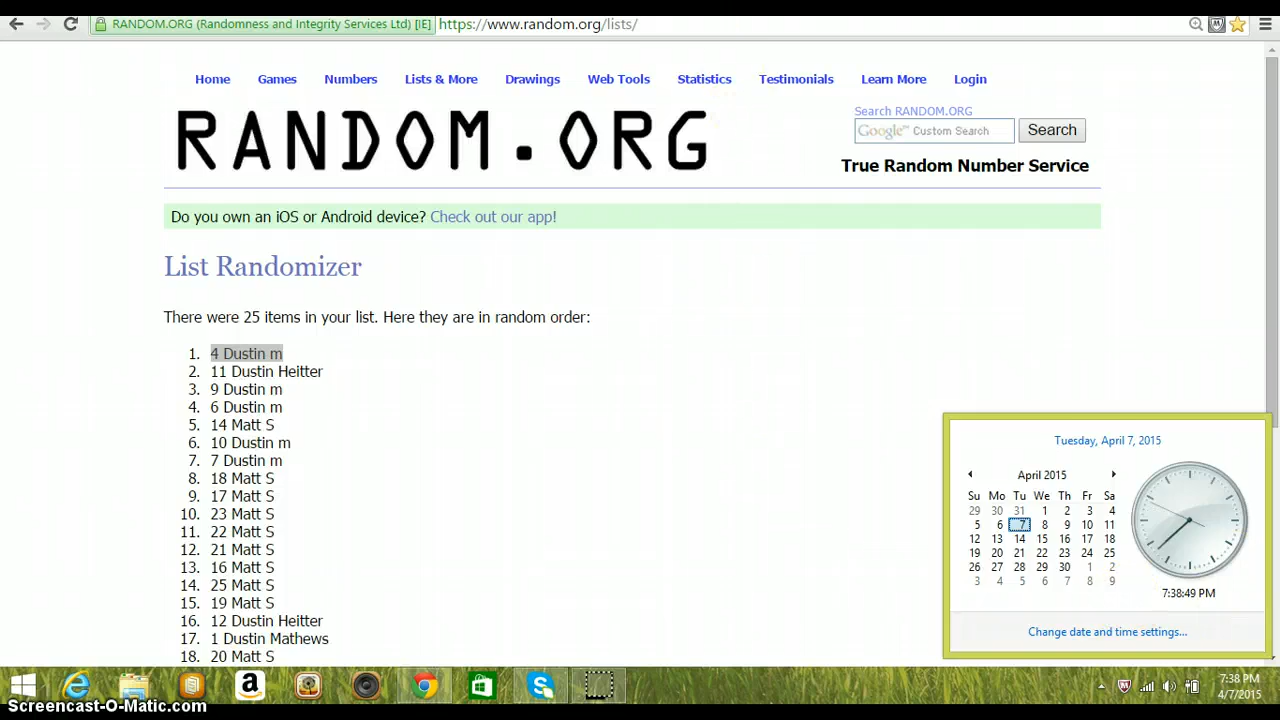 RANDOM.ORG (Randomness and Integrity Services Ltd) [IE] https://www.random.org/lists/
Home Games Numbers Lists & More Drawings Web Tools Statistics Testimonials Learn More Login
Search RANDOM.ORG
RANDOM.ORG
Google™ Custom Search Search
True Random Number Service
Do you own an iOS or Android device? Check out our app!
List Randomizer
There were 25 items in your list. Here they are in random order:
1. 4 Dustin m
2. 11 Dustin Heitter
3. 9 Dustin m
4. 6 Dustin m
5. 14 Matt S
6. 10 Dustin m
7. 7 Dustin m
8. 18 Matt S
9. 17 Matt S
10. 23 Matt S
11. 22 Matt S
12. 21 Matt S
13. 16 Matt S
14. 25 Matt S
15. 19 Matt S
16. 12 Dustin Heitter
17. 1 Dustin Mathews
18. 20 Matt S
Tuesday, April 7, 2015
April 2015
Su Mo Tu We Th Fr Sa
29 30 31 1 2 3 4
5 6 7 8 9 10 11
12 13 14 15 16 17 18
19 20 21 22 23 24 25
26 27 28 29 30 1 2
3 4 5 6 7 8 9
7:38:49 PM
Change date and time settings...
7:38 PM
4/7/2015
Screencast-O-Matic.com